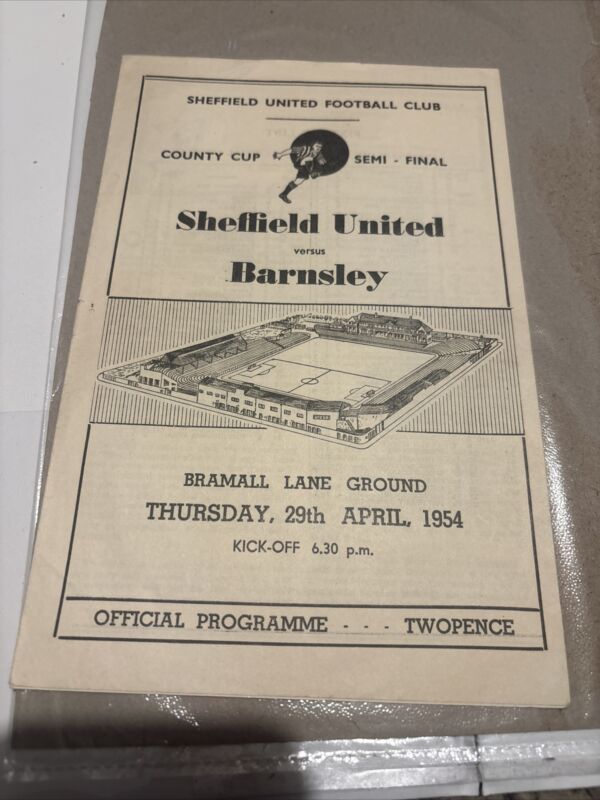 SHEFFIELD UNITED FOOTBALL CLUB
COUNTY CUP SEMI - FINAL
Sheffield United
versus
Barnsley
BRAMALL LANE GROUND
THURSDAY, 29th APRIL, 1954
KICK-OFF 6.30 p.m.
OFFICIAL PROGRAMME - - - TWOPENCE